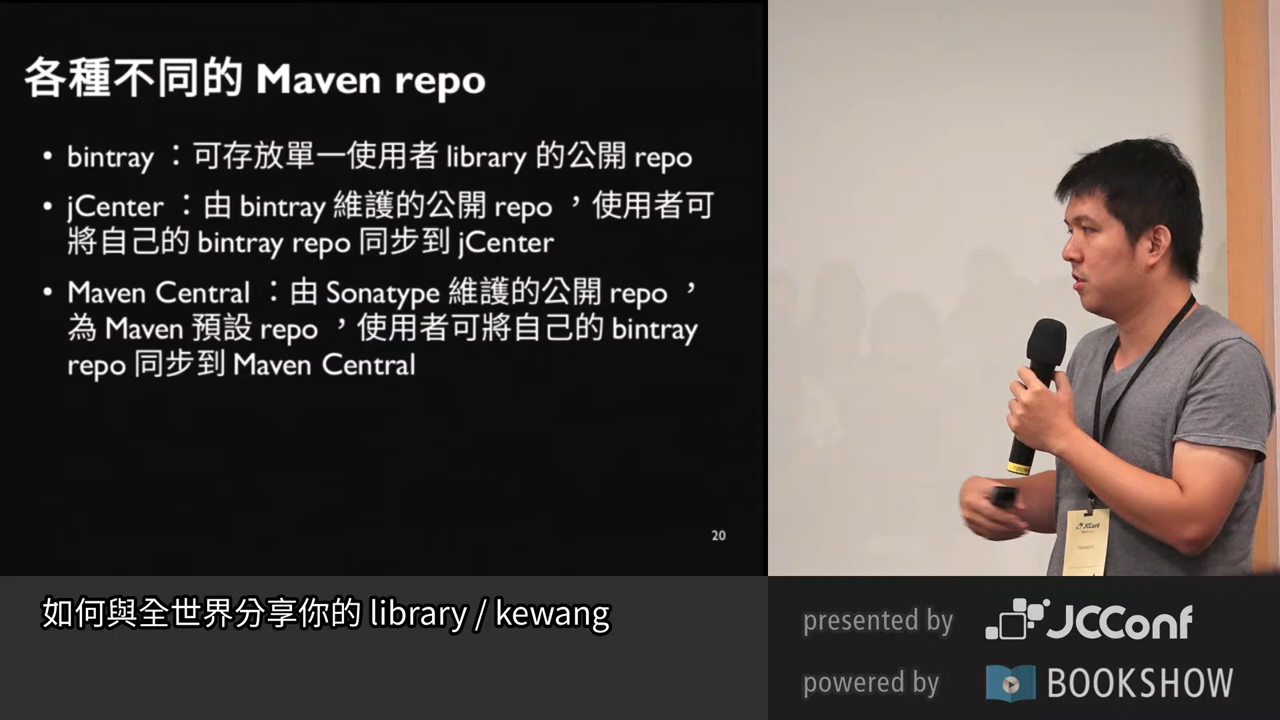 各種不同的 Maven repo
• bintray ：可存放單一使用者 library 的公開 repo
• jCenter ：由 bintray 維護的公開 repo ，使用者可
將自己的 bintray repo 同步到 jCenter
• Maven Central ：由 Sonatype 維護的公開 repo ，
為 Maven 預設 repo ，使用者可將自己的 bintray
repo 同步到 Maven Central
20
JCConf
如何與全世界分享你的 library / kewang
presented by JCConf
powered by BOOKSHOW